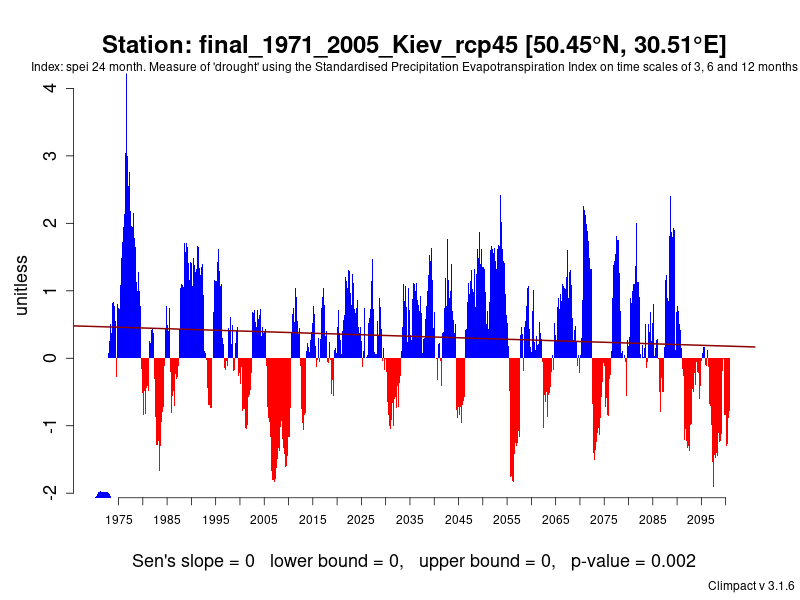 Station: final_1971_2005_Kiev_rcp45 [50.45°N, 30.51°E]
Index: spei 24 month. Measure of 'drought' using the Standardised Precipitation Evapotranspiration Index on time scales of 3, 6 and 12 months
4
3
2
1
0
-1
-2
unitless
1975 1985 1995 2005 2015 2025 2035 2045 2055 2065 2075 2085 2095
Sen's slope = 0 lower bound = 0, upper bound = 0, p-value = 0.002
Climpact v 3.1.6